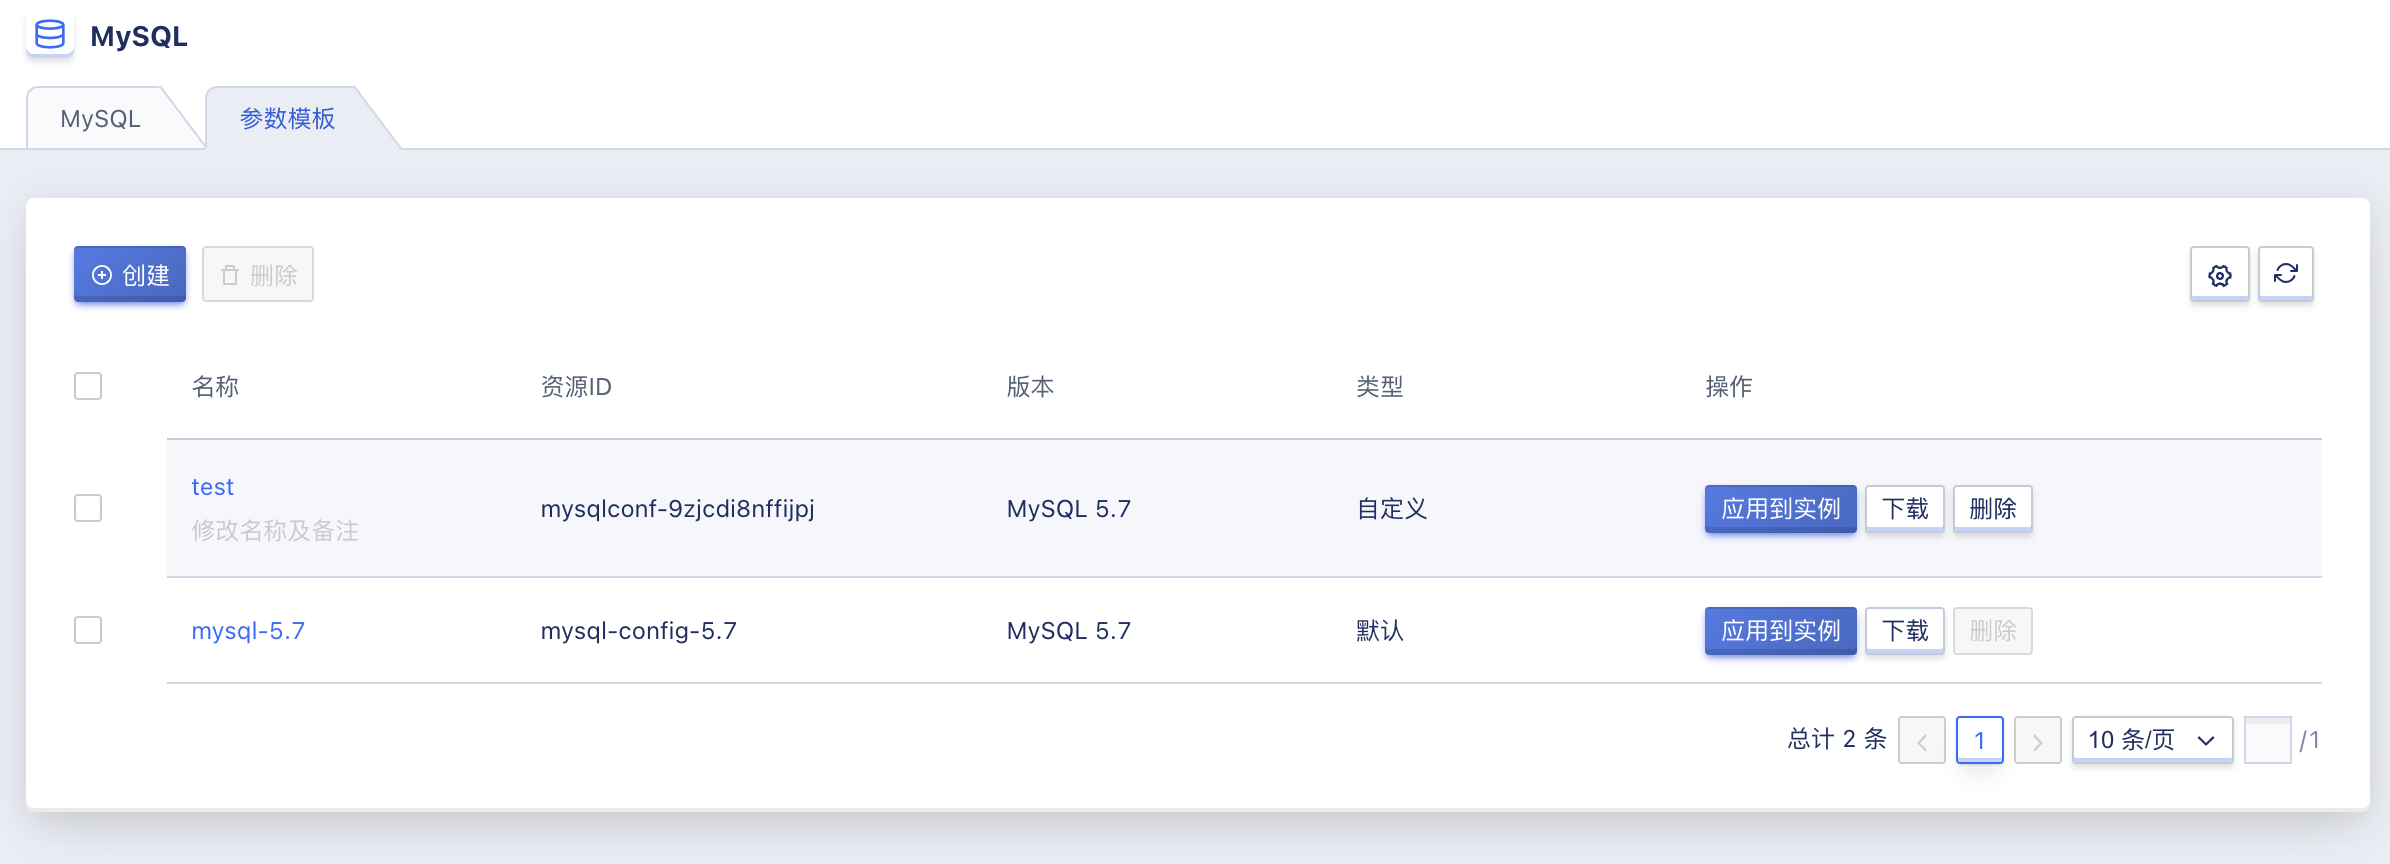 MySQL
MySQL
参数模板
创建
删除
名称 资源ID 版本 类型 操作
test
修改名称及备注
mysqlconf-9zjcdi8nffijpj MySQL 5.7 自定义 应用到实例 下载 删除
mysql-5.7 mysql-config-5.7 MySQL 5.7 默认 应用到实例 下载 删除
总计 2 条 1 10 条/页 /1